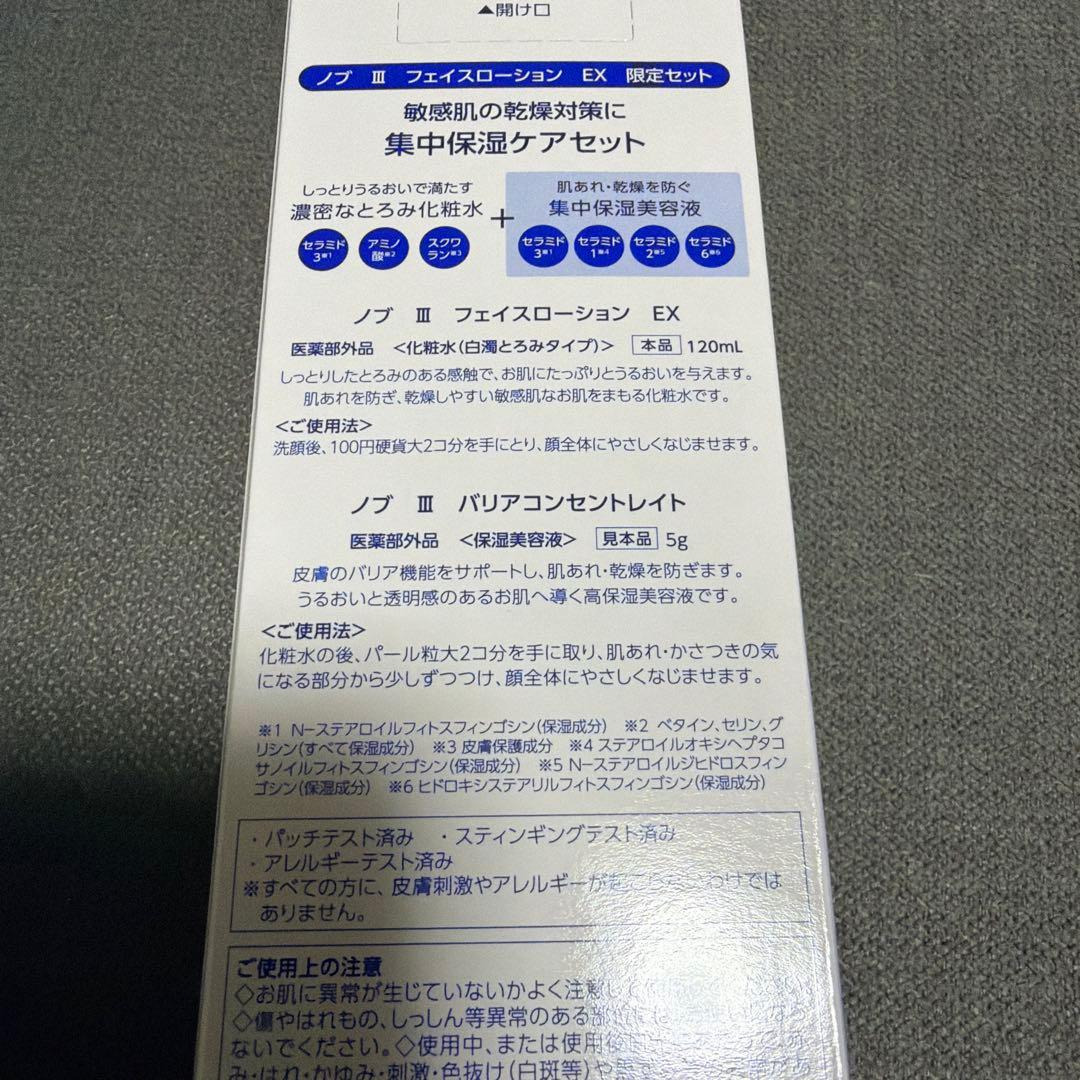 ▲開け口
ノブ Ⅲ フェイスローション EX 限定セット
敏感肌の乾燥対策に
集中保湿ケアセット
しっとりうるおいで満たす
濃密なとろみ化粧水
セラミド3※1 アミノ酸※2 スクワラン※3
+
肌あれ・乾燥を防ぐ
集中保湿美容液
セラミド3※1 セラミド1※4 セラミド2※5 セラミド6※6
ノブ Ⅲ フェイスローション EX
医薬部外品 <化粧水(白濁とろみタイプ)> 本品 120mL
しっとりしたとろみのある感触で、お肌にたっぷりとうるおいを与えます。
肌あれを防ぎ、乾燥しやすい敏感肌なお肌をまもる化粧水です。
<ご使用法>
洗顔後、100円硬貨大2コ分を手にとり、顔全体にやさしくなじませます。
ノブ Ⅲ バリアコンセントレイト
医薬部外品 <保湿美容液> 見本品 5g
皮膚のバリア機能をサポートし、肌あれ・乾燥を防ぎます。
うるおいと透明感のあるお肌へ導く高保湿美容液です。
<ご使用法>
化粧水の後、パール粒大2コ分を手に取り、肌あれ・かさつきの気
になる部分から少しずつつけ、顔全体にやさしくなじませます。
※1 N-ステアロイルフィトスフィンゴシン(保湿成分) ※2 ベタイン、セリン、グ
リシン(すべて保湿成分) ※3 皮膚保護成分 ※4 ステアロイルオキシヘプタコ
サノイルフィトスフィンゴシン(保湿成分) ※5 N-ステアロイルジヒドロスフィン
ゴシン(保湿成分) ※6 ヒドロキシステアリルフィトスフィンゴシン(保湿成分)
・パッチテスト済み ・スティンギングテスト済み
・アレルギーテスト済み
※すべての方に、皮膚刺激やアレルギーが起こらないわけでは
ありません。
ご使用上の注意
◇お肌に異常が生じていないかよく注意して
◇傷やはれもの、しっしん等異常のある部位には
ないでください。◇使用中、または使用後
み・はれ・かゆみ・刺激・色抜け(白斑等)や